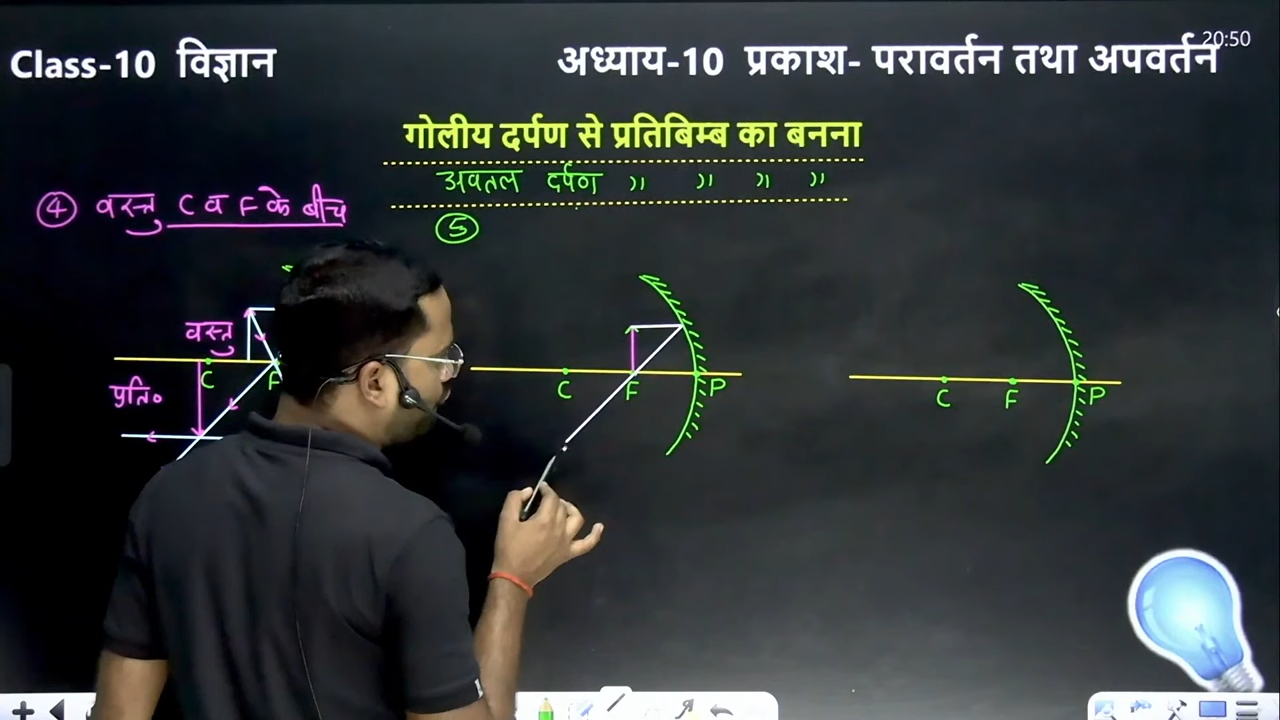 20:50
Class-10 विज्ञान
अध्याय-10 प्रकाश- परावर्तन तथा अपवर्तन
गोलीय दर्पण से प्रतिबिम्ब का बनना
अवतल दर्पण " " " "
④ वस्तु C व F के बीच
⑤
वस्तु
C F
प्रति०
C F P
C F P